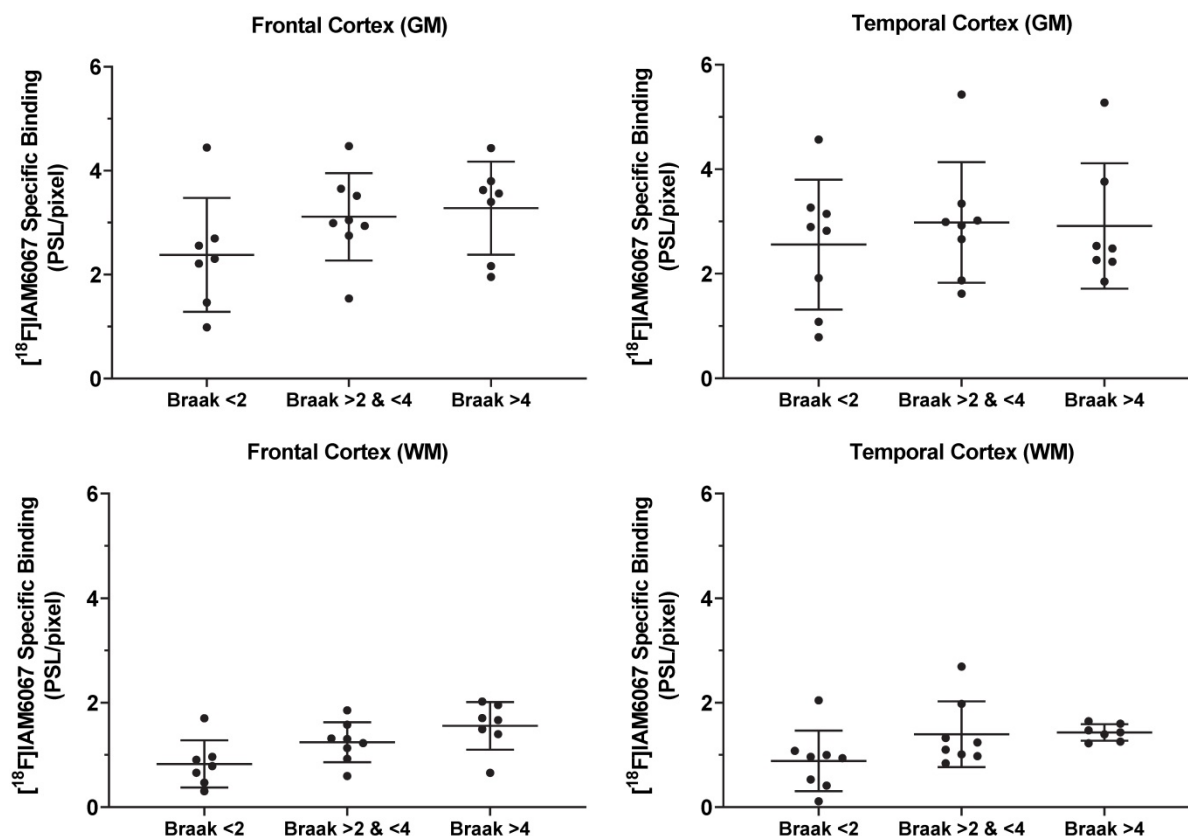 Frontal Cortex (GM)
[¹⁸F]IAM6067 Specific Binding
(PSL/pixel)
6
4
2
0
Braak <2
Braak >2 & <4
Braak >4
Temporal Cortex (GM)
[¹⁸F]IAM6067 Specific Binding
(PSL/pixel)
6
4
2
0
Braak <2
Braak >2 & <4
Braak >4
Frontal Cortex (WM)
[¹⁸F]IAM6067 Specific Binding
(PSL/pixel)
6
4
2
0
Braak <2
Braak >2 & <4
Braak >4
Temporal Cortex (WM)
[¹⁸F]IAM6067 Specific Binding
(PSL/pixel)
6
4
2
0
Braak <2
Braak >2 & <4
Braak >4